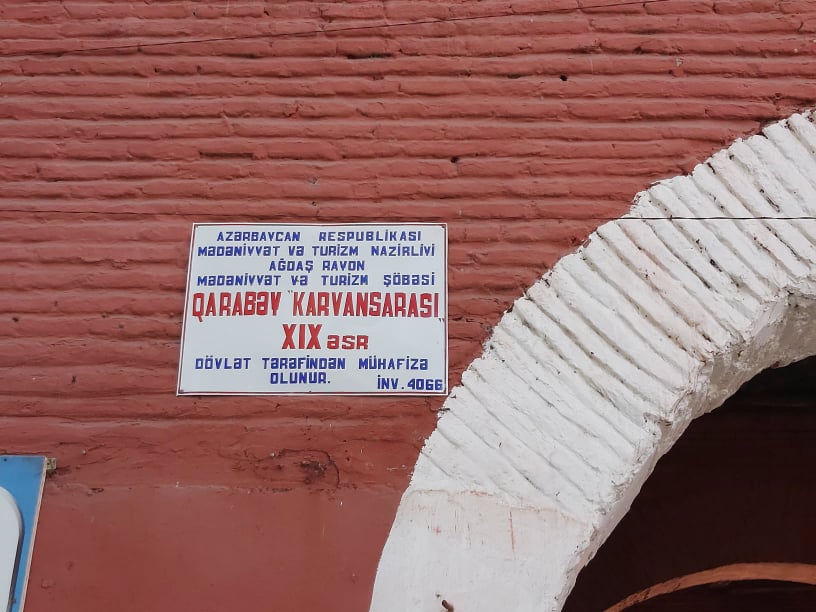 AZƏRBAYCAN RESPUBLİKASI
MƏDƏNİYYƏT VƏ TURİZM NAZİRLİYİ
AĞDAŞ RAYON
MƏDƏNİYYƏT VƏ TURİZM ŞÖBƏSİ
QARABƏY "KARVANSARASI"
XIX ƏSR
DÖVLƏT TƏRƏFİNDƏN MÜHAFİZƏ
OLUNUR. İNV. 4066